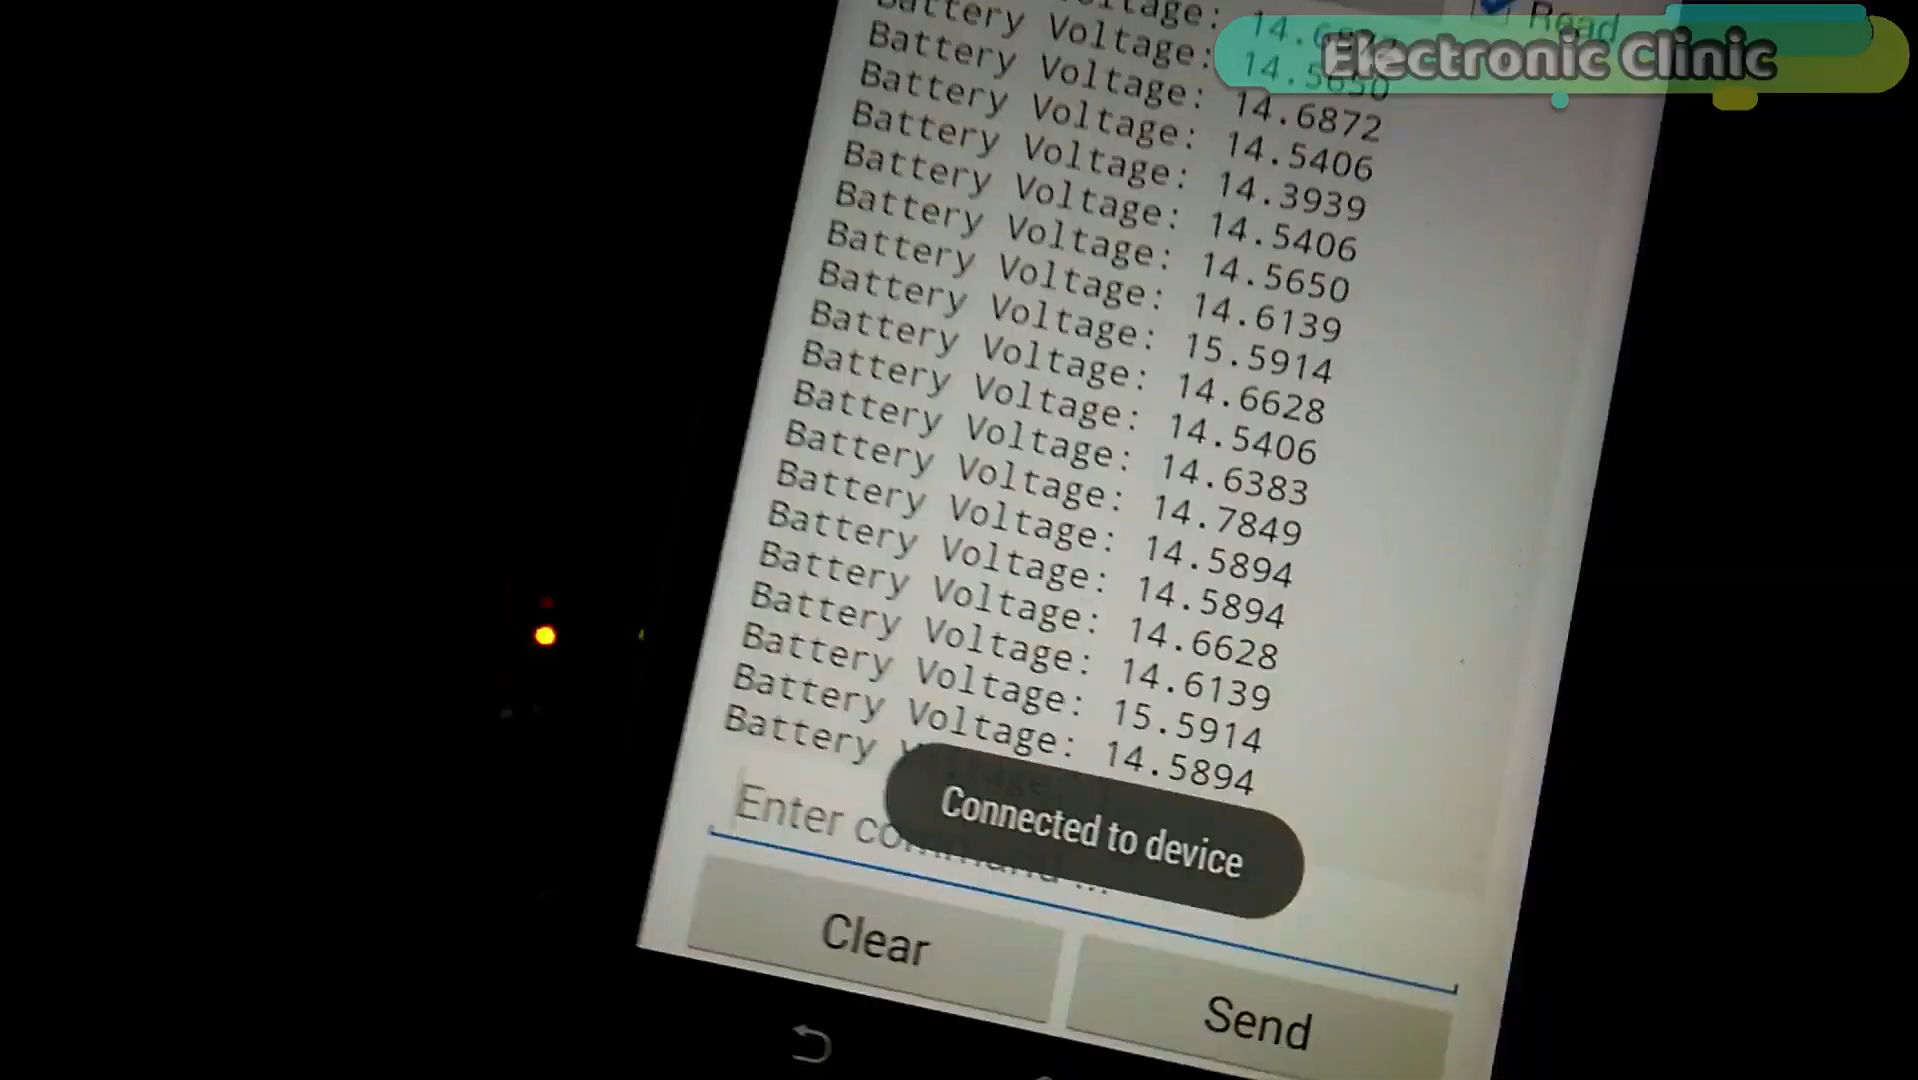 Read
Electronic Clinic
Battery Voltage: 14.5650
Battery Voltage: 14.6872
Battery Voltage: 14.5406
Battery Voltage: 14.3939
Battery Voltage: 14.5406
Battery Voltage: 14.5650
Battery Voltage: 14.6139
Battery Voltage: 15.5914
Battery Voltage: 14.6628
Battery Voltage: 14.5406
Battery Voltage: 14.6383
Battery Voltage: 14.7849
Battery Voltage: 14.5894
Battery Voltage: 14.5894
Battery Voltage: 14.6628
Battery Voltage: 14.6139
Battery Voltage: 15.5914
Battery Voltage: 14.5894
Battery
Connected to device
Enter command ...
Clear
Send